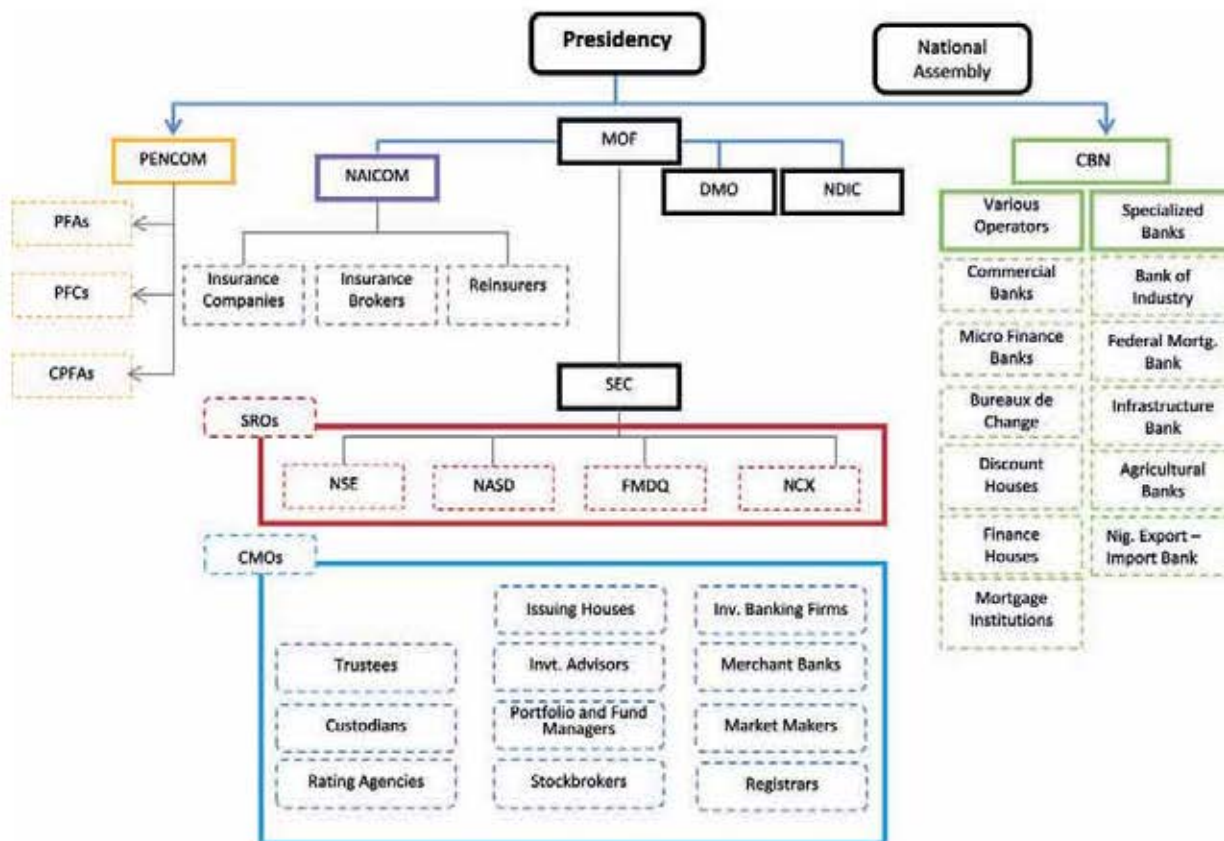 Presidency
National
Assembly
PENCOM
MOF
CBN
NAICOM
DMO
NDIC
PFAs
PFCs
CPFAs
Insurance
Companies
Insurance
Brokers
Reinsurers
Various
Operators
Specialized
Banks
Commercial
Banks
Bank of
Industry
Micro Finance
Banks
Federal Mortg.
Bank
Bureaux de
Change
Infrastructure
Bank
Discount
Houses
Agricultural
Banks
Finance
Houses
Nig. Export –
Import Bank
Mortgage
Institutions
SEC
SROs
NSE
NASD
FMDQ
NCX
CMOs
Issuing Houses
Inv. Banking Firms
Trustees
Invt. Advisors
Merchant Banks
Custodians
Portfolio and Fund
Managers
Market Makers
Rating Agencies
Stockbrokers
Registrars